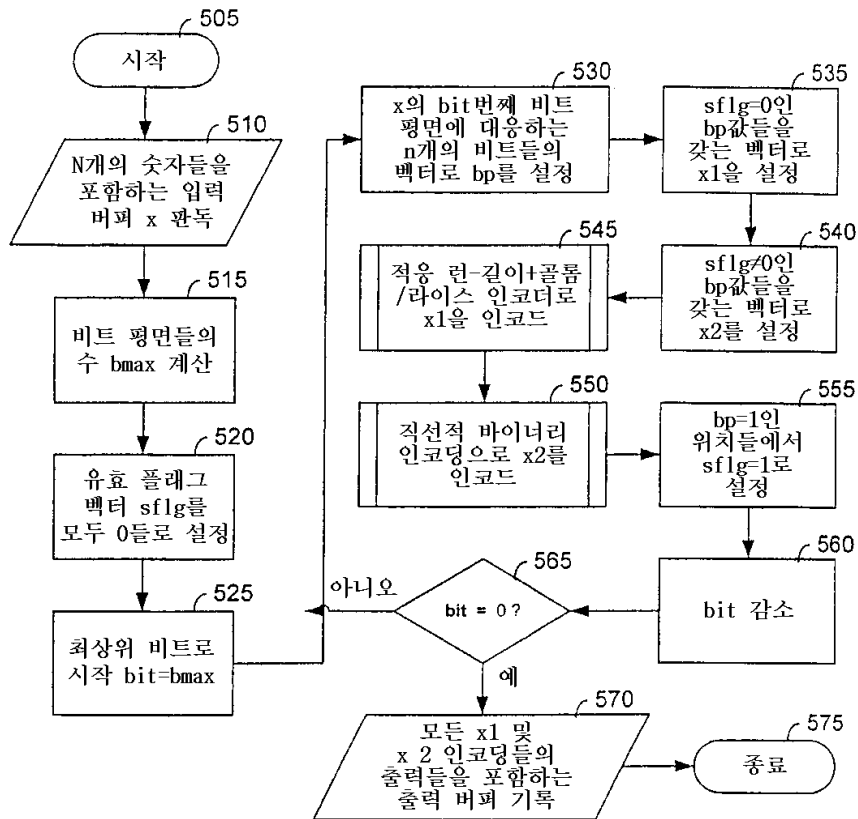 505
시작
510
N개의 숫자들을
포함하는 입력
버퍼 x 판독
515
비트 평면들의
수 bmax 계산
520
유효 플래그
벡터 sflg를
모두 0들로 설정
525
최상위 비트로
시작 bit=bmax
530
x의 bit번째 비트
평면에 대응하는
n개의 비트들의
벡터로 bp를 설정
535
sflg=0인
bp값들을
갖는 벡터로
x1을 설정
540
sflg≠0인
bp값들을
갖는 벡터로
x2를 설정
545
적응 런-길이+골롬
/라이스 인코더로
x1을 인코드
550
직선적 바이너리
인코딩으로 x2를
인코드
555
bp=1인
위치들에서
sflg=1로
설정
560
bit 감소
565
bit = 0?
아니오
예
570
모든 x1 및
x 2 인코딩들의
출력들을 포함하는
출력 버퍼 기록
575
종료